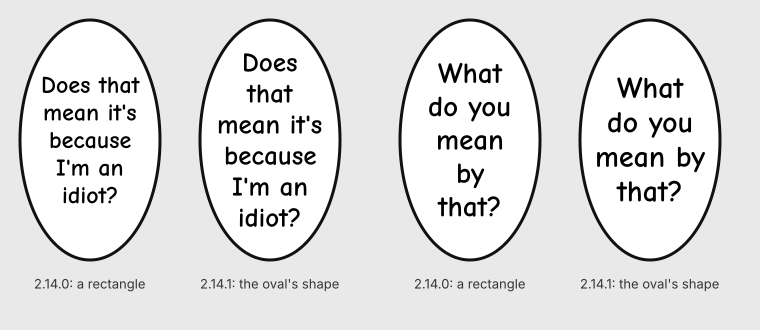 Does that
mean it's
because
I'm an
idiot?
Does
that
mean it's
because
I'm an
idiot?
What
do you
mean
by
that?
What
do you
mean by
that?
2.14.0: a rectangle
2.14.1: the oval's shape
2.14.0: a rectangle
2.14.1: the oval's shape